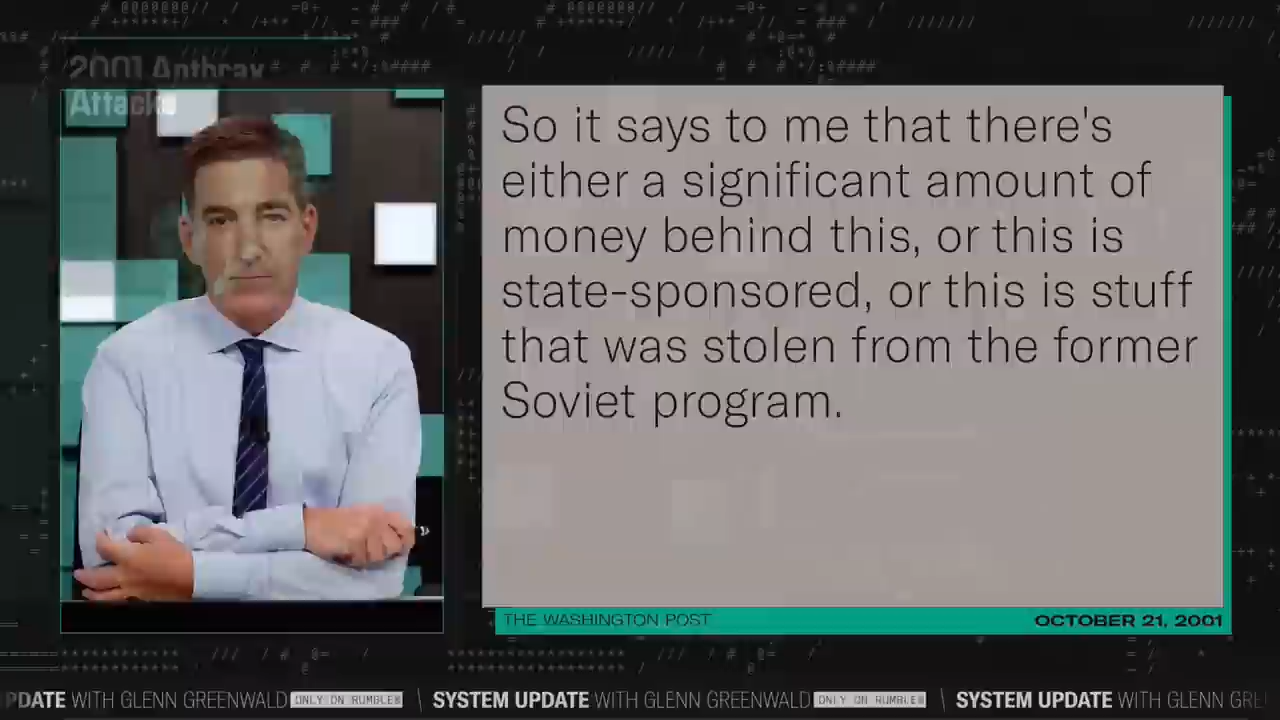 2001 Anthrax
Attacks
So it says to me that there's
either a significant amount of
money behind this, or this is
state-sponsored, or this is stuff
that was stolen from the former
Soviet program.
THE WASHINGTON POST
OCTOBER 21, 2001
PDATE WITH GLENN GREENWALD ONLY ON RUMBLE | SYSTEM UPDATE WITH GLENN GREENWALD ONLY ON RUMBLE | SYSTEM UPDATE WITH GLENN GRE